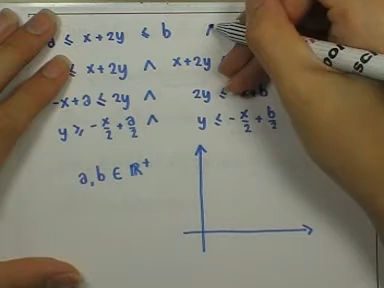 ≤ x+2y ≤ b
≤ x+2y ∧ x+2y
-x+a ≤ 2y ∧ 2y ≤
y ≥ -x/2 + a/2 ∧ y ≤ -x/2 + b/2
a,b ∈ ℝ⁺